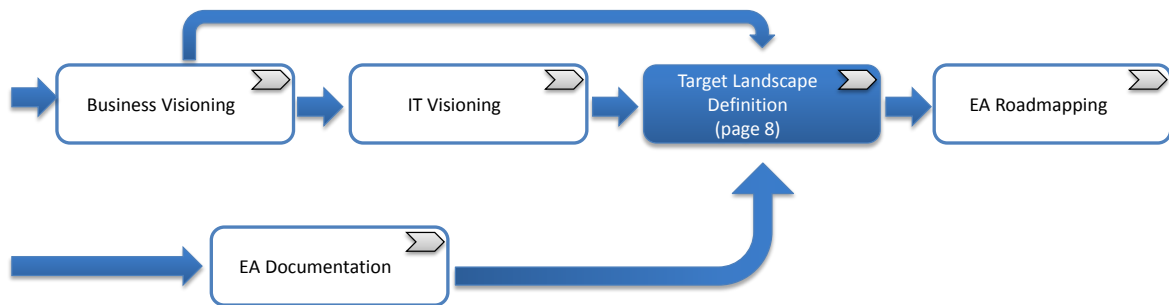 Business Visioning
IT Visioning
Target Landscape
Definition
(page 8)
EA Roadmapping
EA Documentation